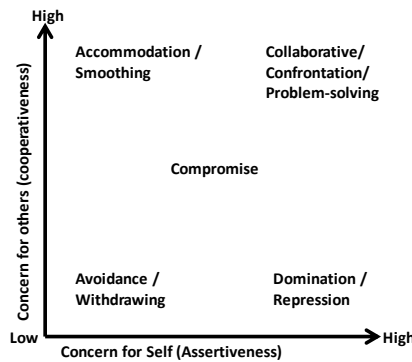 High
Accommodation /
Smoothing
Collaborative/
Confrontation/
Problem-solving
Concern for others (cooperativeness)
Compromise
Avoidance /
Withdrawing
Domination /
Repression
Low
High
Concern for Self (Assertiveness)